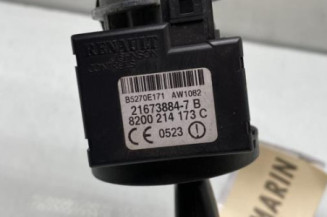 RENAULT
B5270E171 AW1082
21673884-7 B
8200 214 173 C
CE 0523
MARIN